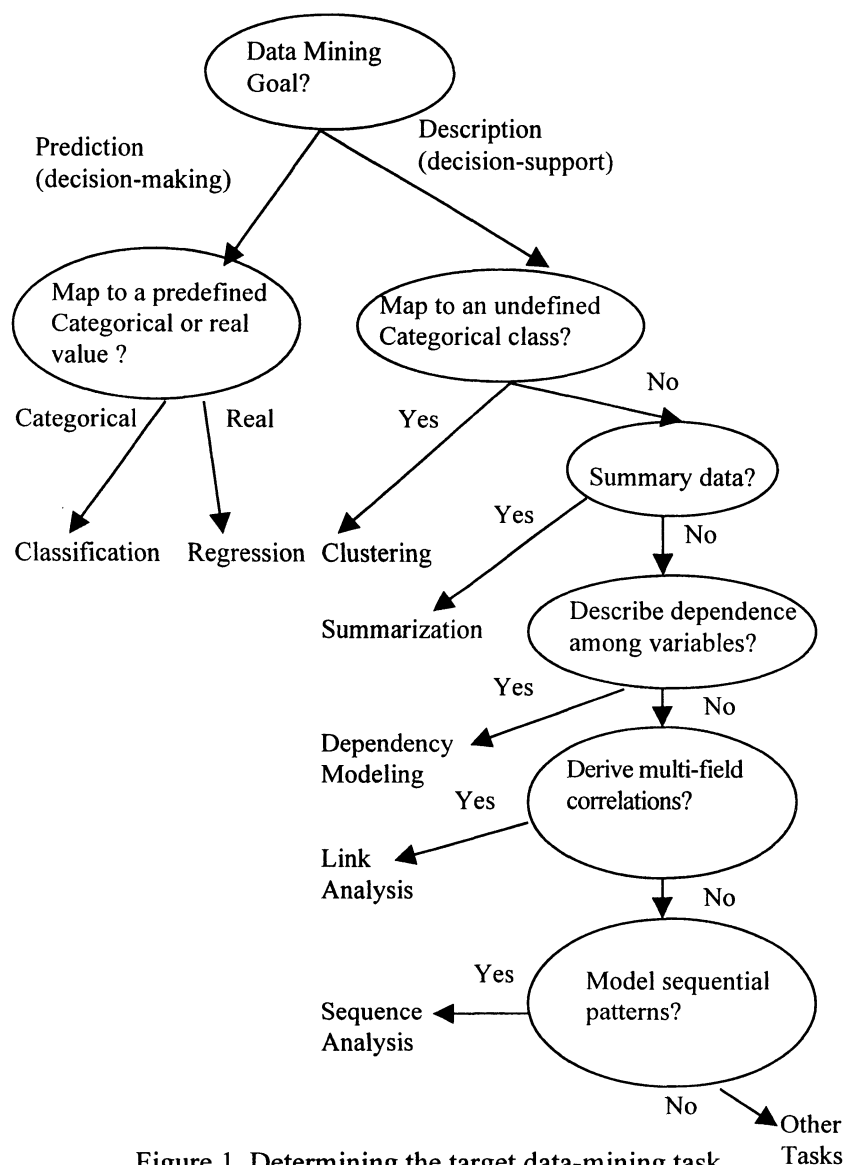 Data Mining
Goal?
Prediction
(decision-making)
Description
(decision-support)
Map to a predefined
Categorical or real
value ?
Map to an undefined
Categorical class?
Categorical
Real
Yes
No
Classification
Regression
Clustering
Summary data?
Yes
No
Summarization
Describe dependence
among variables?
Yes
No
Dependency
Modeling
Derive multi-field
correlations?
Yes
No
Link
Analysis
Model sequential
patterns?
Yes
No
Sequence
Analysis
Other
Tasks
Figure 1. Determining the target data-mining task